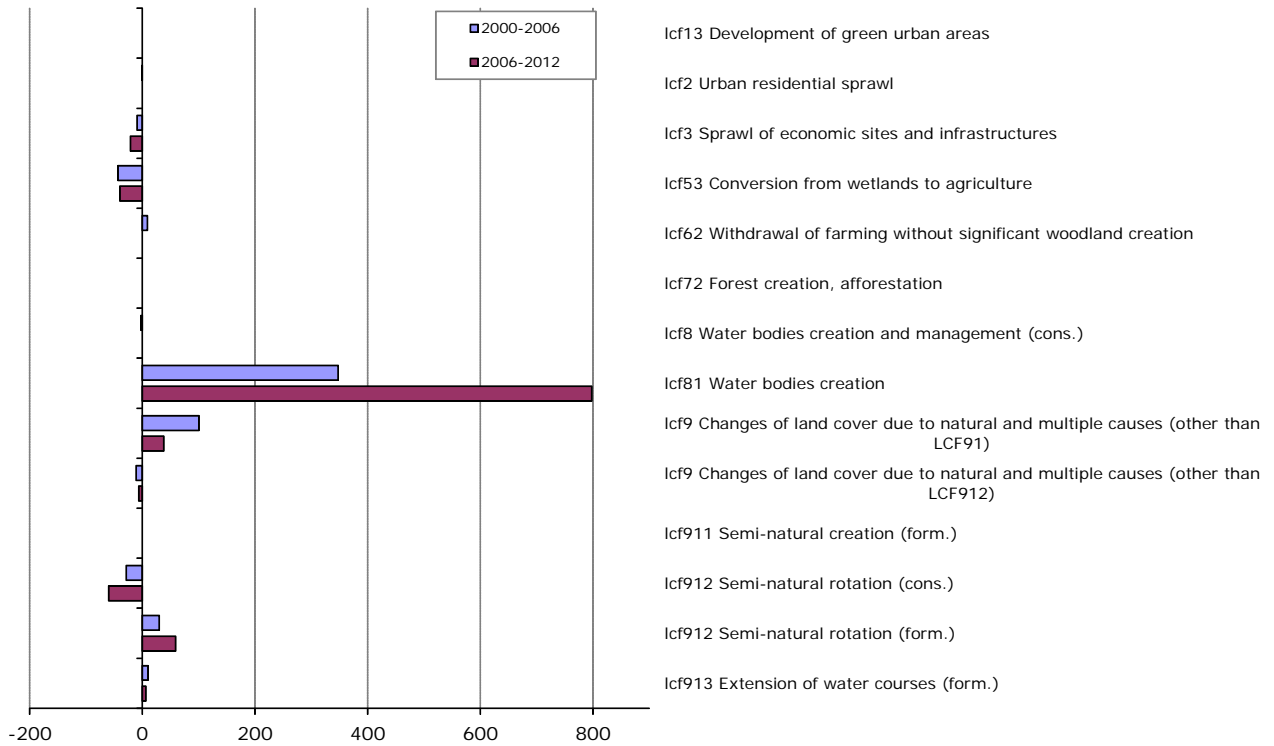 2000-2006
2006-2012
lcf13 Development of green urban areas
lcf2 Urban residential sprawl
lcf3 Sprawl of economic sites and infrastructures
lcf53 Conversion from wetlands to agriculture
lcf62 Withdrawal of farming without significant woodland creation
lcf72 Forest creation, afforestation
lcf8 Water bodies creation and management (cons.)
lcf81 Water bodies creation
lcf9 Changes of land cover due to natural and multiple causes (other than
LCF91)
lcf9 Changes of land cover due to natural and multiple causes (other than
LCF912)
lcf911 Semi-natural creation (form.)
lcf912 Semi-natural rotation (cons.)
lcf912 Semi-natural rotation (form.)
lcf913 Extension of water courses (form.)
-200 0 200 400 600 800